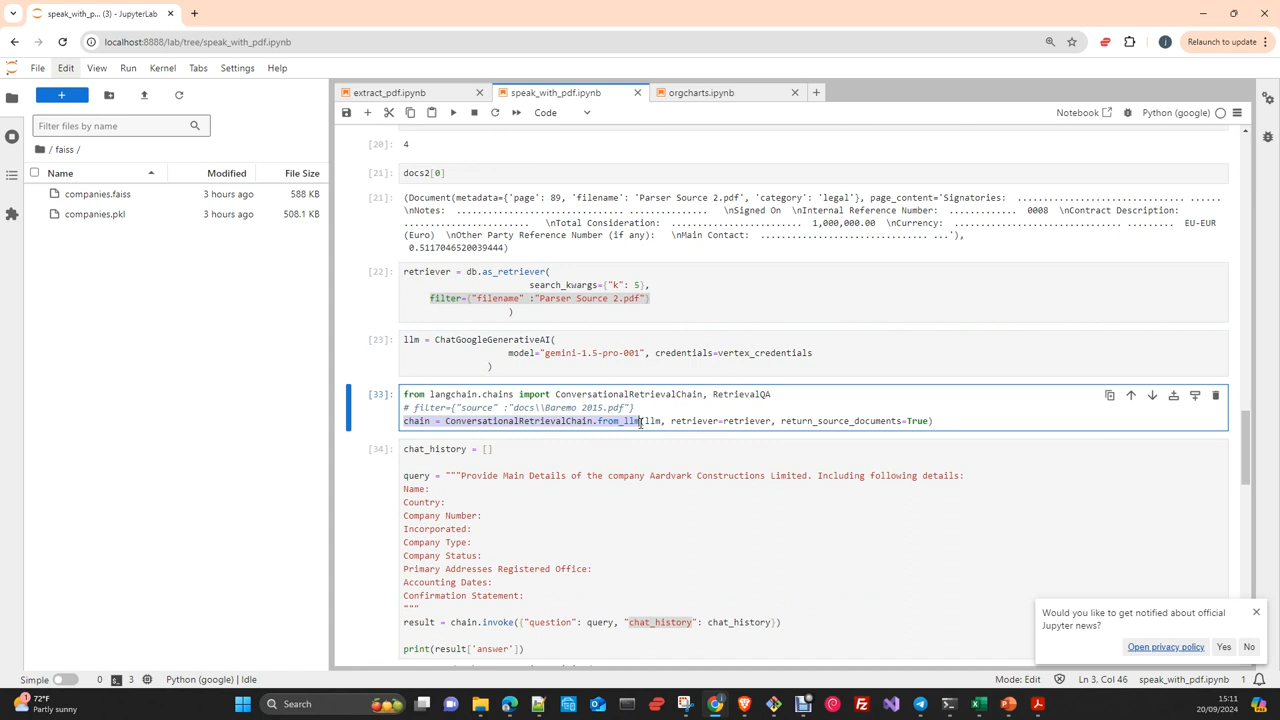 speak_with_p... (3) - JupyterLab
localhost:8888/lab/tree/speak_with_pdf.ipynb
Relaunch to update
File Edit View Run Kernel Tabs Settings Help
extract_pdf.ipynb
speak_with_pdf.ipynb
orgcharts.ipynb
Code
Notebook
Python (google)
Filter files by name
/ faiss /
Name Modified File Size
companies.faiss 3 hours ago 588 KB
companies.pkl 3 hours ago 508.1 KB
[20]: 4
[21]: docs2[0]
[21]: (Document(metadata={'page': 89, 'filename': 'Parser Source 2.pdf', 'category': 'legal'}, page_content='Signatories: ................................. ......
\nNotes: ................................. ................... \nSigned On \nInternal Reference Number: ............. 0008 \nContract Description:
......................... \nTotal Consideration: ......................... 1,000,000.00 \nCurrency: ................................. ......... EU-EUR
(Euro) \nOther Party Reference Number (if any): \nMain Contact: ................................. ...'),
0.5117046520039444)
[22]: retriever = db.as_retriever(
search_kwargs={"k": 5},
filter={"filename" :"Parser Source 2.pdf"}
)
[23]: llm = ChatGoogleGenerativeAI(
model="gemini-1.5-pro-001", credentials=vertex_credentials
)
[33]: from langchain.chains import ConversationalRetrievalChain, RetrievalQA
# filter={"source" :"docs\\Baremo 2015.pdf"}
chain = ConversationalRetrievalChain.from_llm(llm, retriever=retriever, return_source_documents=True)
[34]: chat_history = []
query = """Provide Main Details of the company Aardvark Constructions Limited. Including following details:
Name:
Country:
Company Number:
Incorporated:
Company Type:
Company Status:
Primary Addresses Registered Office:
Accounting Dates:
Confirmation Statement:
"""
result = chain.invoke({"question": query, "chat_history": chat_history})
print(result['answer'])
Would you like to get notified about official
Jupyter news?
Open privacy policy Yes No
Simple 0 3 Python (google) | Idle
Mode: Edit Ln 3, Col 46 speak_with_pdf.ipynb 1
72°F
Partly sunny
Search
15:11
20/09/2024